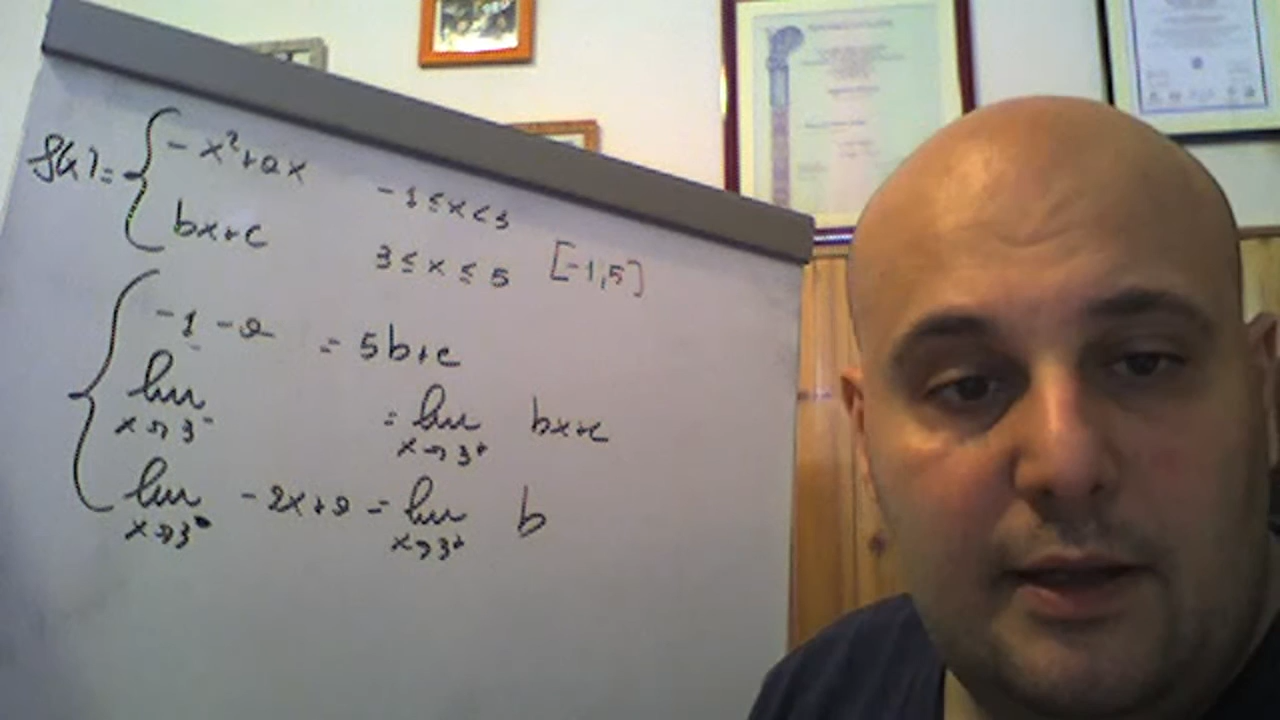 f(x)= { -x²+ax   -1≤x<3
bx+c   3≤x≤5   [-1,5]
{ -1-a = 5b+c
lim x→3⁻ = lim x→3⁺ bx+c
lim x→3⁻ -2x+a = lim x→3⁺ b